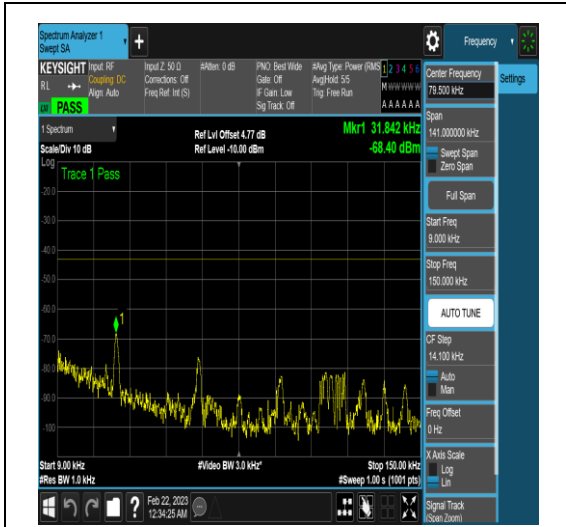 Spectrum Analyzer 1
Swept SA
+
Frequency
KEYSIGHT
RL
PASS
Input: RF
Coupling: DC
Align: Auto
Input Z: 50 Ω
Corrections: Off
Freq Ref: Int (S)
#Atten: 0 dB
PNO: Best Wide
Gate: Off
IF Gain: Low
Sig Track: Off
#Avg Type: Power (RMS
Avg|Hold: 5/5
Trig: Free Run
1 2 3 4 5 6
M W W W W W
A A A A A A
Center Frequency
79.500 kHz
Settings
Span
141.000000 kHz
Swept Span
Zero Span
Full Span
Start Freq
9.000 kHz
Stop Freq
150.000 kHz
AUTO TUNE
CF Step
14.100 kHz
Auto
Man
Freq Offset
0 Hz
X Axis Scale
Log
Lin
Signal Track
(Span Zoom)
1 Spectrum
Scale/Div 10 dB
Ref Lvl Offset 4.77 dB
Ref Level -10.00 dBm
Mkr1 31.842 kHz
-68.40 dBm
Log
Trace 1 Pass
-20.0
-30.0
-40.0
-50.0
-60.0
1
-70.0
-80.0
-90.0
-100
Start 9.00 kHz
#Res BW 1.0 kHz
#Video BW 3.0 kHz*
Stop 150.00 kHz
#Sweep 1.00 s (1001 pts)
?
Feb 22, 2023
12:34:25 AM